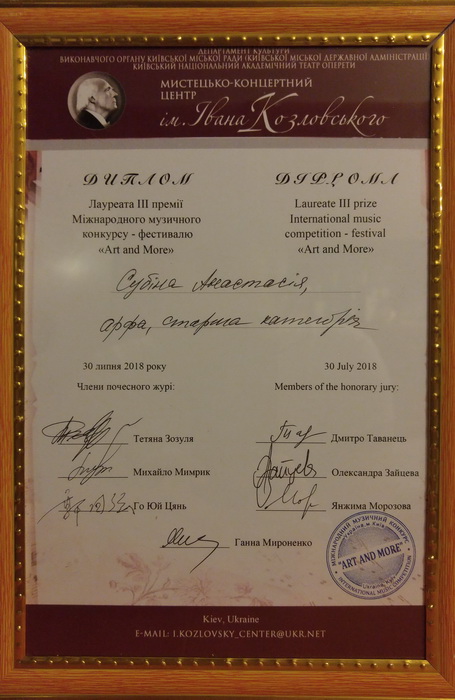 ДЕПАРТАМЕНТ КУЛЬТУРИ
ВИКОНАВЧОГО ОРГАНУ КИЇВСЬКОЇ МІСЬКОЇ РАДИ (КИЇВСЬКОЇ МІСЬКОЇ ДЕРЖАВНОЇ АДМІНІСТРАЦІЇ)
КИЇВСЬКИЙ НАЦІОНАЛЬНИЙ АКАДЕМІЧНИЙ ТЕАТР ОПЕРЕТИ
МИСТЕЦЬКО-КОНЦЕРТНИЙ
ЦЕНТР
ім. Івана Козловського
ДИПЛОМ
Лауреата III премії
Міжнародного музичного
конкурсу - фестивалю
«Art and More»
DIPLOMA
Laureate III prize
International music
competition - festival
«Art and More»
Субіна Анастасія,
арфа, старша категорія
30 липня 2018 року
30 July 2018
Члени почесного журі:
Members of the honorary jury:
Тетяна Зозуля
Дмитро Таванець
Михайло Мимрик
Олександра Зайцева
Го Юй Цянь
Янжима Морозова
Ганна Мироненко
МІЖНАРОДНИЙ МУЗИЧНИЙ КОНКУРС
"ART AND MORE"
INTERNATIONAL MUSIC COMPETITION
Kiev, Ukraine
E-MAIL: I.KOZLOVSKY_CENTER@UKR.NET